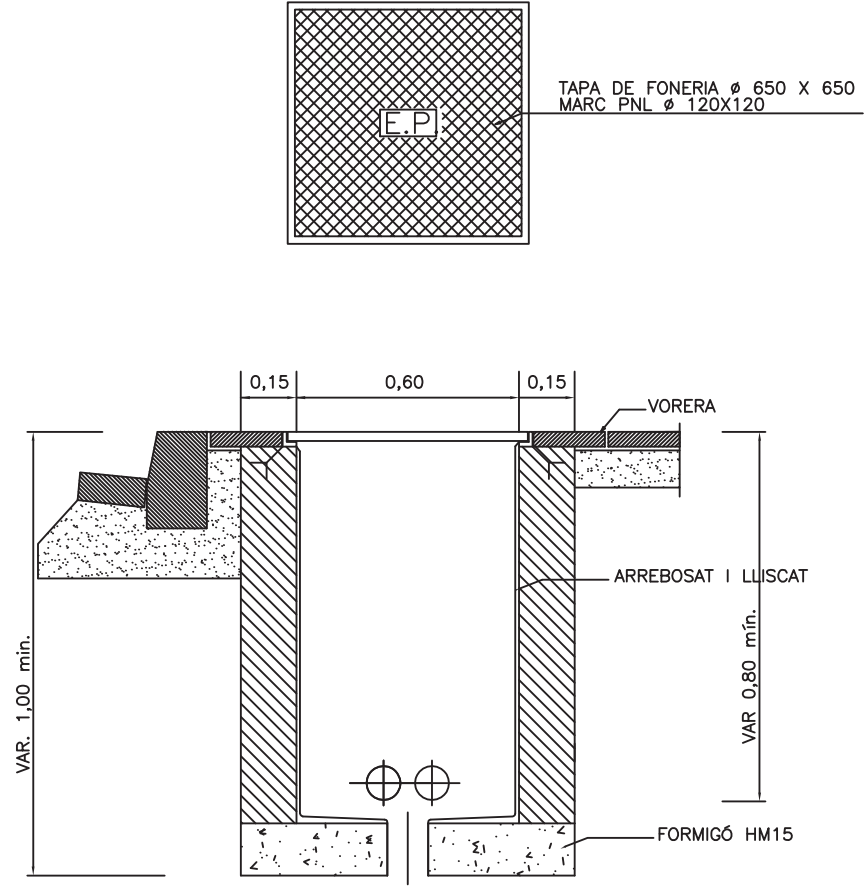 TAPA DE FONERIA ø 650 X 650
MARC PNL ø 120X120
E.P.
0,15
0,60
0,15
VORERA
ARREBOSAT I LLISCAT
VAR. 1,00 min.
VAR 0,80 mín.
FORMIGÓ HM15